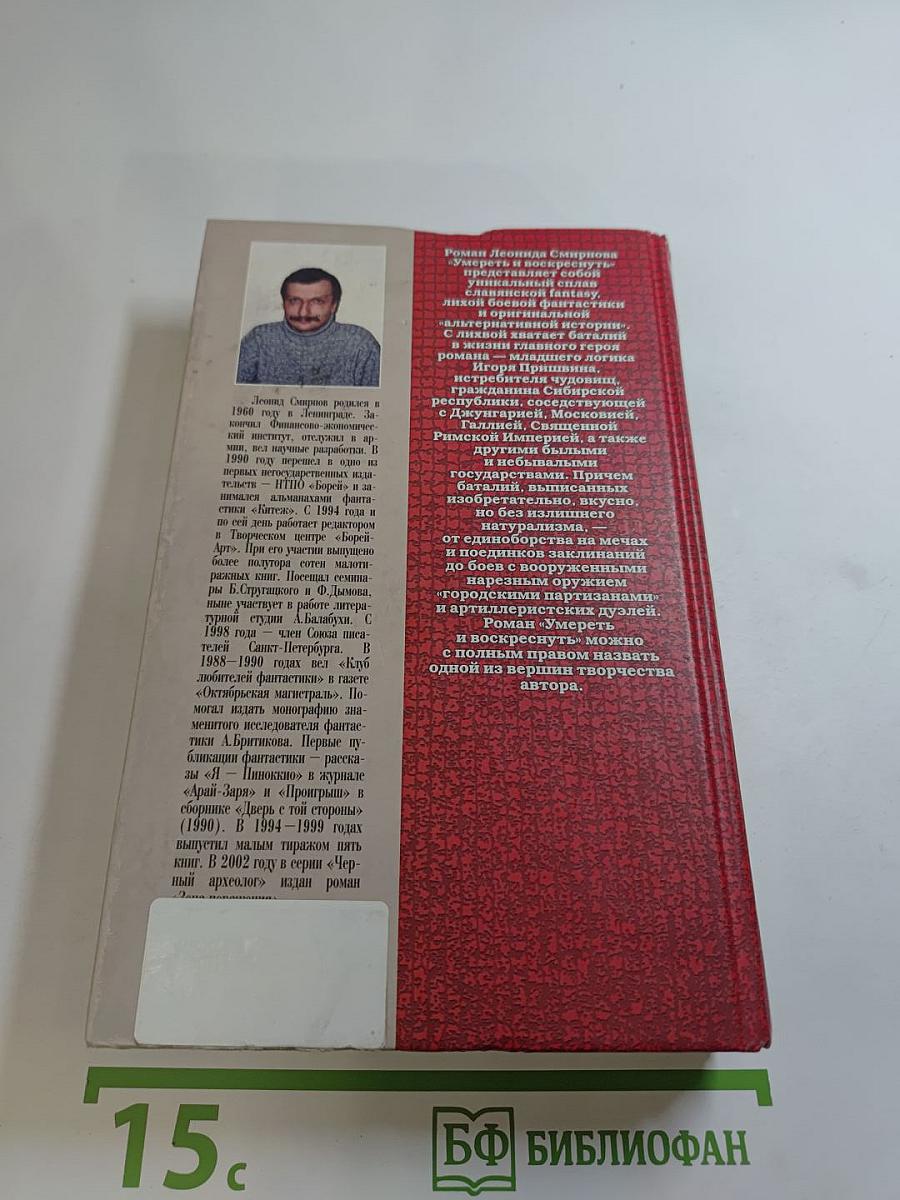 Леонид Смирнов родился в
1960 году в Ленинграде. За-
кончил Финансово-экономичес-
кий институт, отслужил в ар-
мии, вел научные разработки. В
1990 году перешел в одно из
первых негосударственных изда-
тельств — НТПО «Борей» и за-
нимался альманахами фанта-
стики «Китеж». С 1994 года и
по сей день работает редактором
в Творческом центре «Борей-
Арт». При его участии выпущено
более полутора сотен малоти-
ражных книг. Посещал семина-
ры Б.Стругацкого и Ф.Дымова,
ныне участвует в работе литера-
турной студии А.Балабухи. С
1998 года — член Союза писа-
телей Санкт-Петербурга. В
1988—1990 годах вел «Клуб
любителей фантастики» в газете
«Октябрьская магистраль». По-
могал издать монографию зна-
менитого исследователя фантас-
тики А.Бритикова. Первые пу-
бликации фантастики — расска-
зы «Я — Пиноккио» в журнале
«Арай-Заря» и «Проигрыш» в
сборнике «Дверь с той стороны»
(1990). В 1994—1999 годах
выпустил малым тиражом пять
книг. В 2002 году в серии «Чер-
ный археолог» издан роман
Роман Леонида Смирнова
«Умереть и воскреснуть»
представляет собой
уникальный сплав
славянской fantasy,
лихой боевой фантастики
и оригинальной
«альтернативной истории».
С лихвой хватает баталий
в жизни главного героя
романа — младшего логика
Игоря Пришвина,
истребителя чудовищ,
гражданина Сибирской
республики, соседствующей
с Джунгарией, Московией,
Галлией, Священной
Римской Империей, а также
другими былыми
и небывалыми
государствами. Причем
баталий, выписанных
изобретательно, вкусно,
но без излишнего
натурализма, —
от единоборства на мечах
и поединков заклинаний
до боев с вооруженными
нарезным оружием
«городскими партизанами»
и артиллеристских дуэлей.
Роман «Умереть
и воскреснуть» можно
с полным правом назвать
одной из вершин творчества
автора.
15 с
БФ БИБЛИОФАН